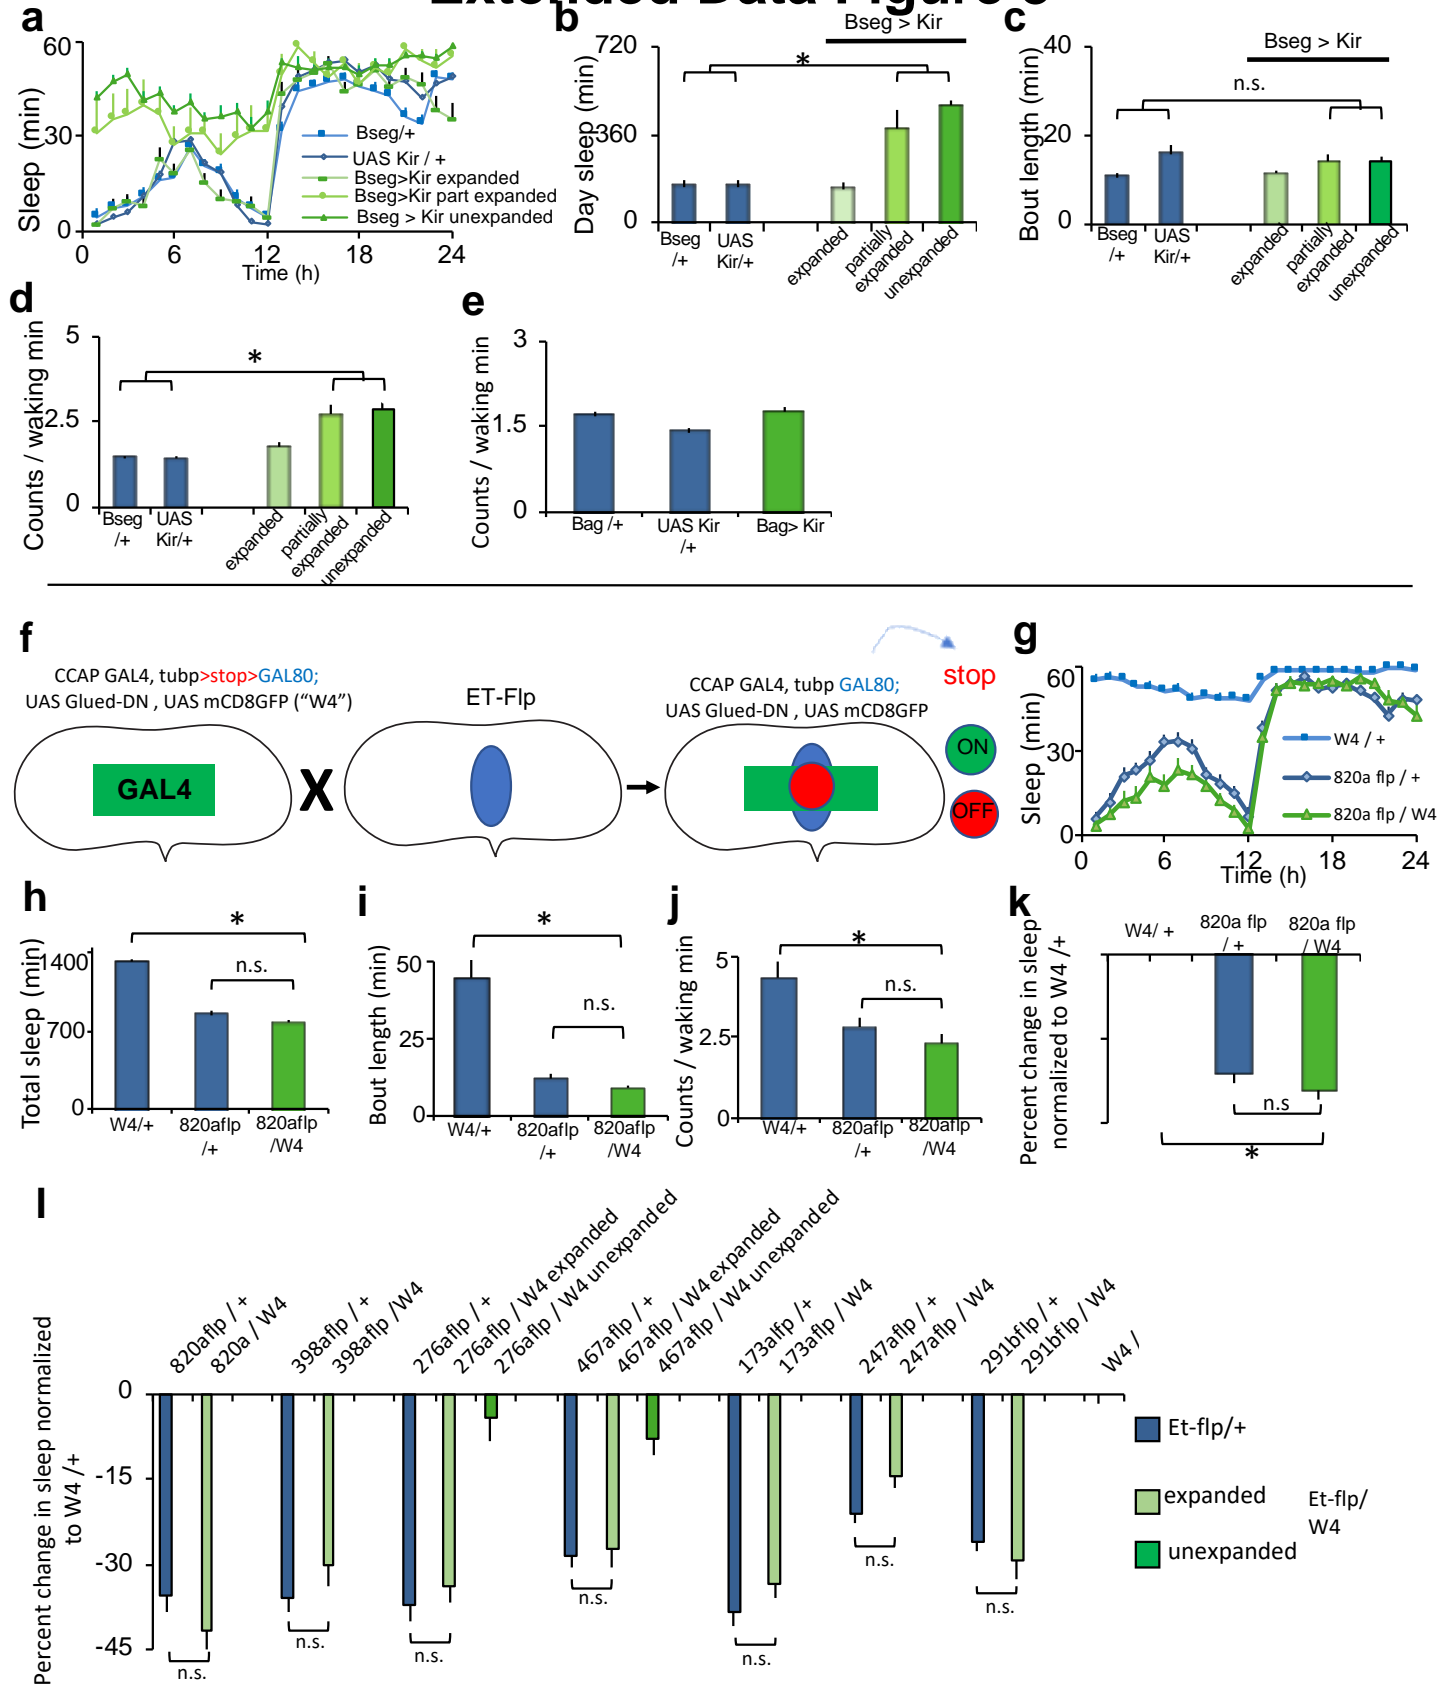 Extended Data Figure
a
60
30
0
Sleep (min)
0
6
12
18
24
Time (h)
Bseg/+
UAS Kir / +
Bseg>Kir expanded
Bseg>Kir part expanded
Bseg > Kir unexpanded
b
Bseg > Kir
720
360
0
Day sleep (min)
*
Bseg
/+
UAS
Kir/+
expanded
partially
expanded
unexpanded
c
Bseg > Kir
40
20
0
Bout length (min)
n.s.
Bseg
/+
UAS
Kir/+
expanded
partially
expanded
unexpanded
d
5
2.5
0
Counts / waking min
*
Bseg
/+
UAS
Kir/+
expanded
partially
expanded
unexpanded
e
3
1.5
0
Counts / waking min
Bag /+
UAS Kir
/+
Bag> Kir
f
CCAP GAL4, tubp>stop>GAL80;
UAS Glued-DN , UAS mCD8GFP (“W4”)
GAL4
X
ET-Flp
CCAP GAL4, tubp GAL80;
UAS Glued-DN , UAS mCD8GFP
stop
ON
OFF
g
60
30
0
Sleep (min)
0
6
12
18
24
Time (h)
W4 / +
820a flp / +
820a flp / W4
h
1400
700
0
Total sleep (min)
*
n.s.
W4/+
820aflp
/+
820aflp
/W4
i
50
25
0
Bout length (min)
*
n.s.
W4/+
820aflp
/+
820aflp
/W4
j
5
2.5
0
Counts / waking min
*
n.s.
W4/+
820aflp
/+
820aflp
/W4
k
Percent change in sleep
normalized to W4 /+
W4/ +
820a flp
/ +
820a flp
/ W4
n.s
*
l
Percent change in sleep normalized
to W4 /+
0
-15
-30
-45
820aflp / +
820a / W4
398aflp / +
398aflp / W4
276aflp / +
276aflp / W4 expanded
276aflp / W4 unexpanded
467aflp / +
467aflp / W4 expanded
467aflp / W4 unexpanded
173alfp / +
173aflp / W4
247aflp / +
247aflp / W4
291bflp / +
291bflp / W4
W4 /
n.s.
n.s.
n.s.
n.s.
n.s.
n.s.
n.s.
Et-flp/+
expanded
unexpanded
Et-flp/
W4